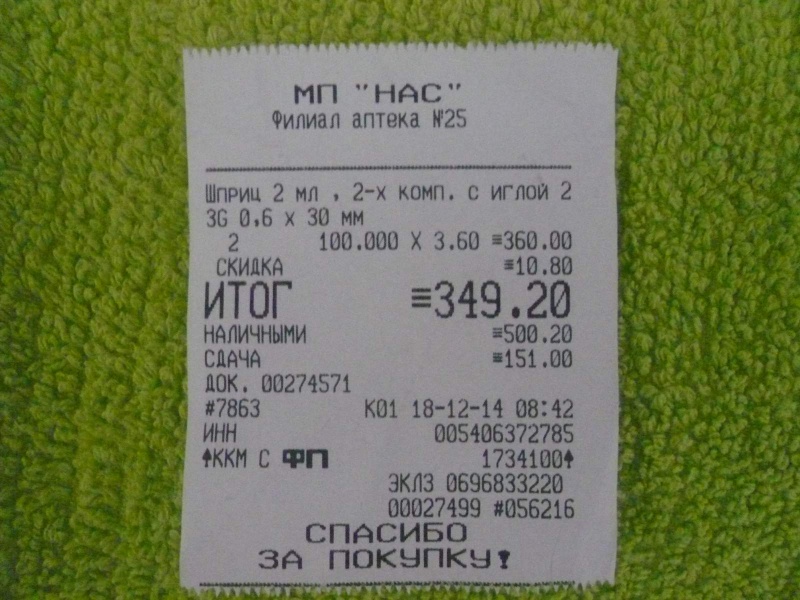 МП "НАС"
Филиал аптека №25
Шприц 2 мл , 2-х комп. с иглой 2
3G 0,6 х 30 мм
2 100.000 X 3.60 ≡360.00
СКИДКА ≡10.80
ИТОГ ≡349.20
НАЛИЧНЫМИ ≡500.20
СДАЧА ≡151.00
ДОК. 00274571
#7863 К01 18-12-14 08:42
ИНН 005406372785
↑ККМ С ФП 1734100↑
ЭКЛЗ 0696833220
00027499 #056216
СПАСИБО
ЗА ПОКУПКУ!